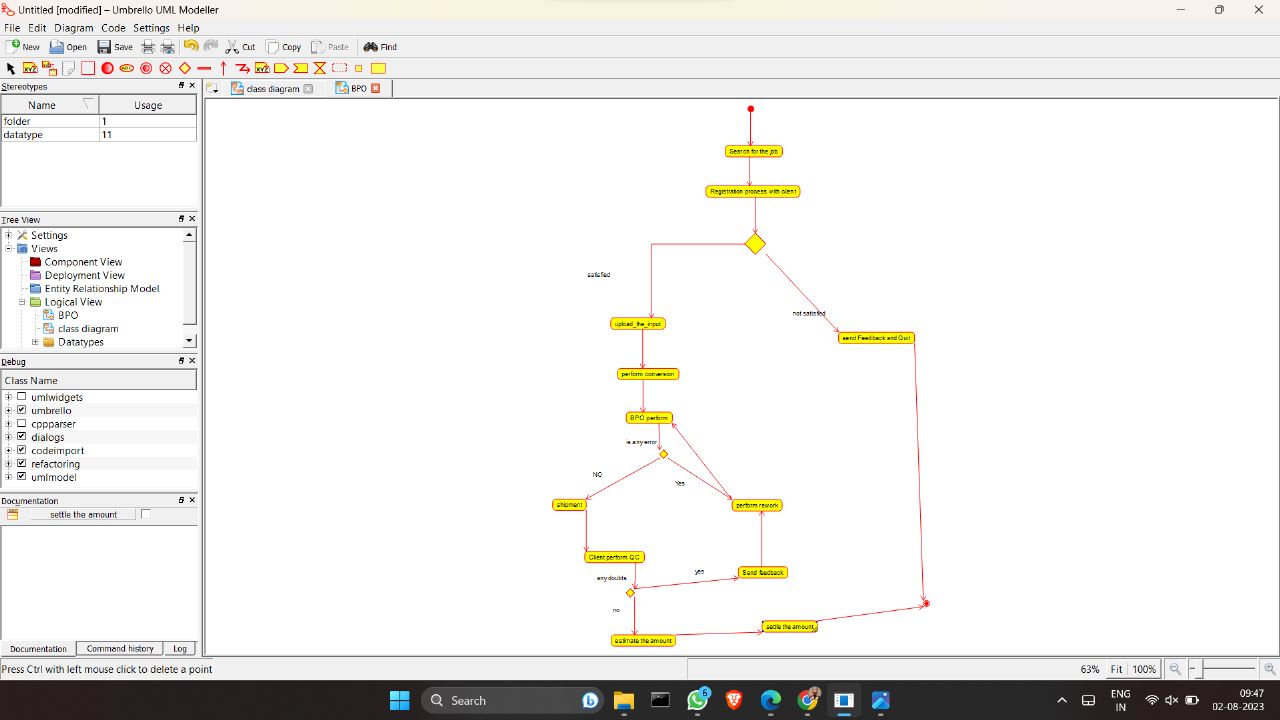 Untitled [modified] – Umbrello UML Modeller
File Edit Diagram Code Settings Help
New Open Save Cut Copy Paste Find
Stereotypes
class diagram BPO
Name Usage
folder 1
datatype 11
Tree View
Settings
Views
Component View
Deployment View
Entity Relationship Model
Logical View
BPO
class diagram
Datatypes
Debug
Class Name
umlwidgets
umbrello
cppparser
dialogs
codeimport
refactoring
umlmodel
Documentation
settle the amount
Documentation Command history Log
Search for the job
Registration process with client
satisfied
not satisfied
upload_the_input
send Feedback and Quit
perform conversion
BPO perform
is any error
NO
Yes
shipment
perform rework
Client perform QC
any doubts
yes
Send feedback
no
settle the amount
estimate the amount
Press Ctrl with left mouse click to delete a point
63% Fit 100%
Search
6
ENG
IN
09:47
02-08-2023